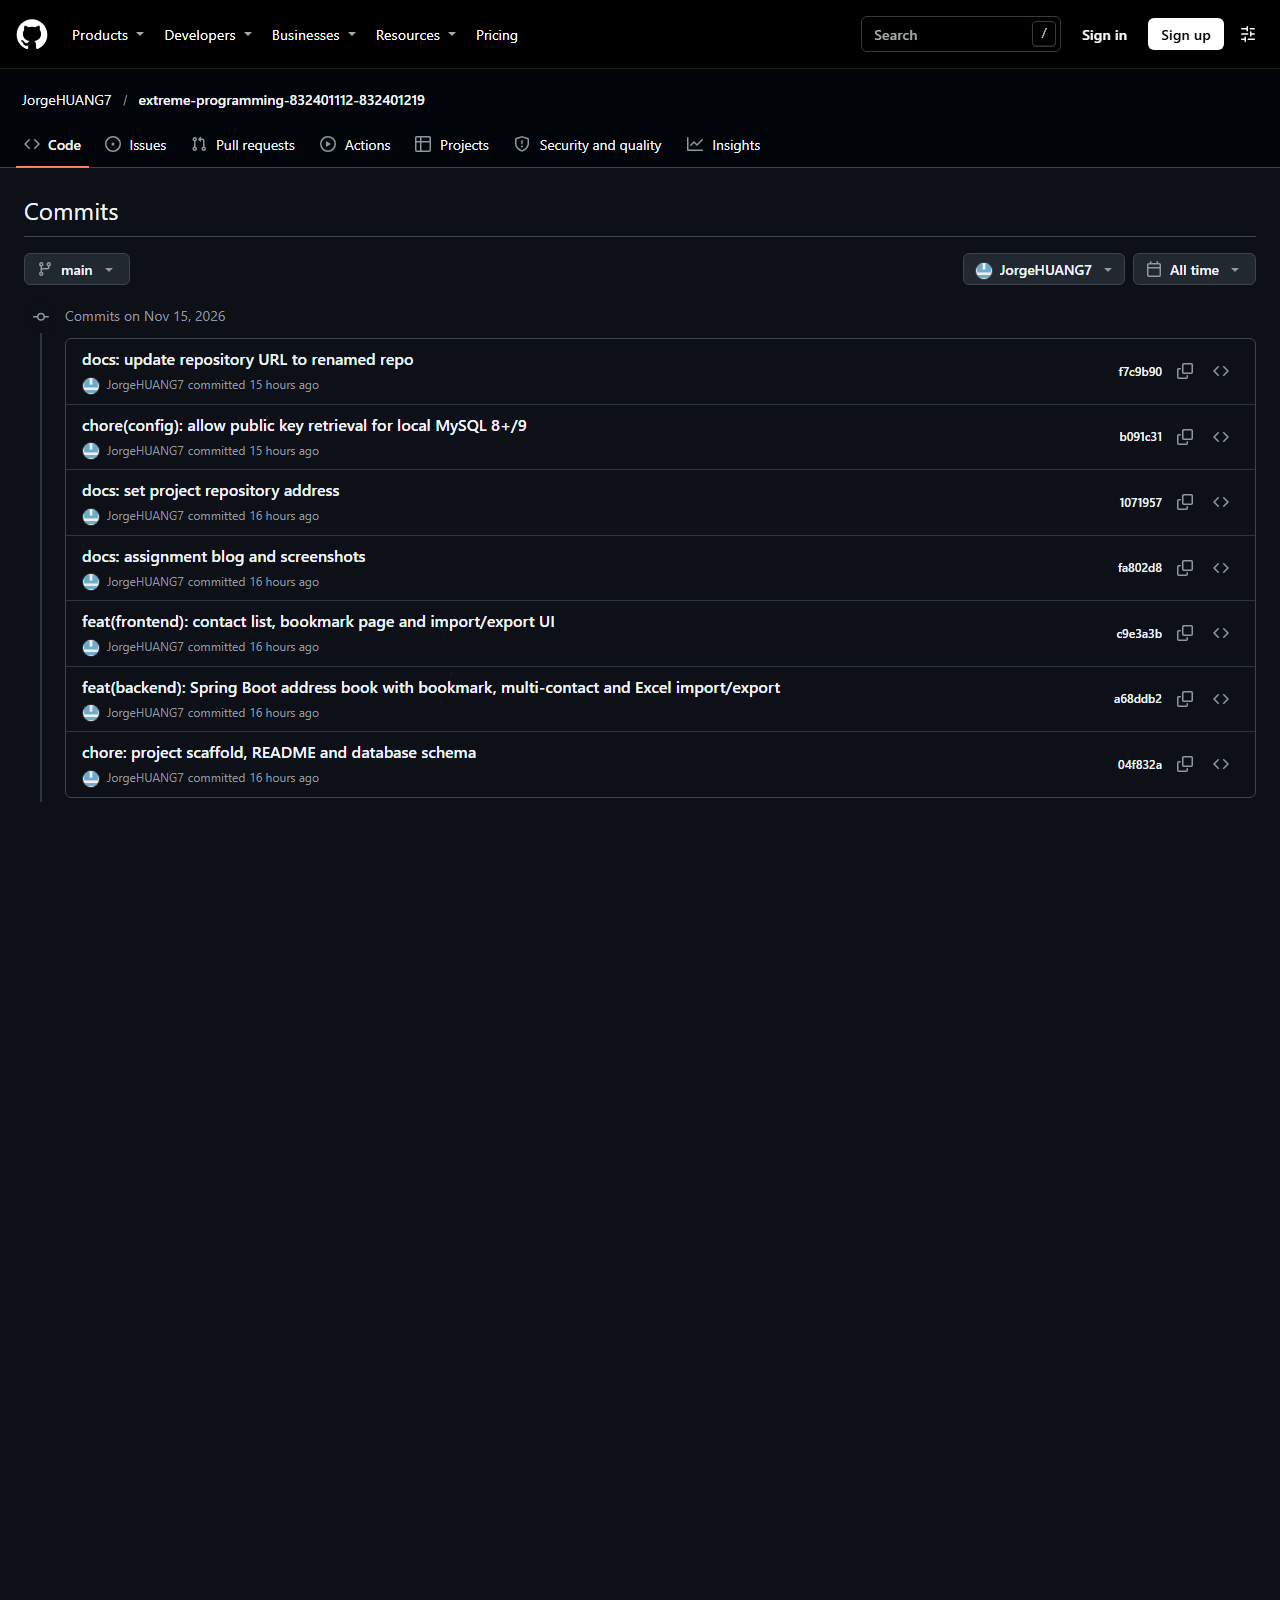 Products Developers Businesses Resources Pricing Search / Sign in Sign up
JorgeHUANG7 / extreme-programming-832401112-832401219
Code Issues Pull requests Actions Projects Security and quality Insights
Commits
main JorgeHUANG7 All time
Commits on Nov 15, 2026
docs: update repository URL to renamed repo
JorgeHUANG7 committed 15 hours ago
f7c9b90
chore(config): allow public key retrieval for local MySQL 8+/9
JorgeHUANG7 committed 15 hours ago
b091c31
docs: set project repository address
JorgeHUANG7 committed 16 hours ago
1071957
docs: assignment blog and screenshots
JorgeHUANG7 committed 16 hours ago
fa802d8
feat(frontend): contact list, bookmark page and import/export UI
JorgeHUANG7 committed 16 hours ago
c9e3a3b
feat(backend): Spring Boot address book with bookmark, multi-contact and Excel import/export
JorgeHUANG7 committed 16 hours ago
a68ddb2
chore: project scaffold, README and database schema
JorgeHUANG7 committed 16 hours ago
04f832a